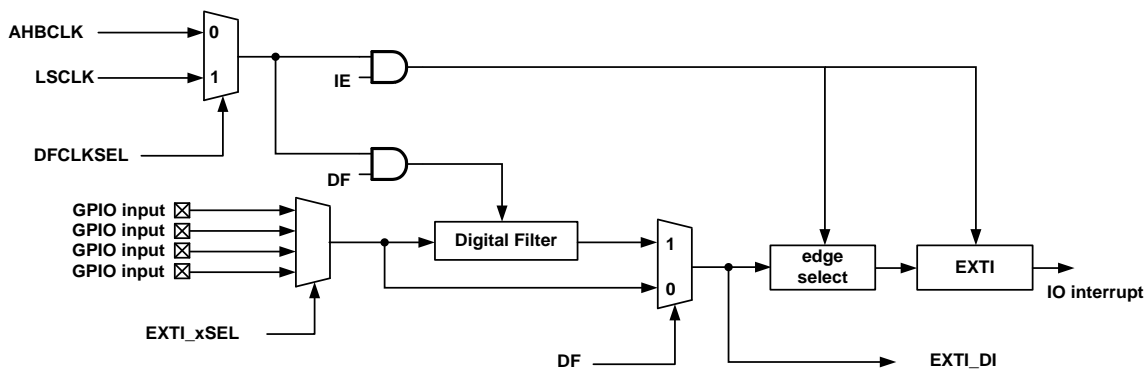 AHBCLK
0
LSCLK
1
IE
DFCLKSEL
DF
GPIO input
GPIO input
GPIO input
GPIO input
Digital Filter
1
0
edge
select
EXTI
IO interrupt
EXTI_xSEL
DF
EXTI_DI